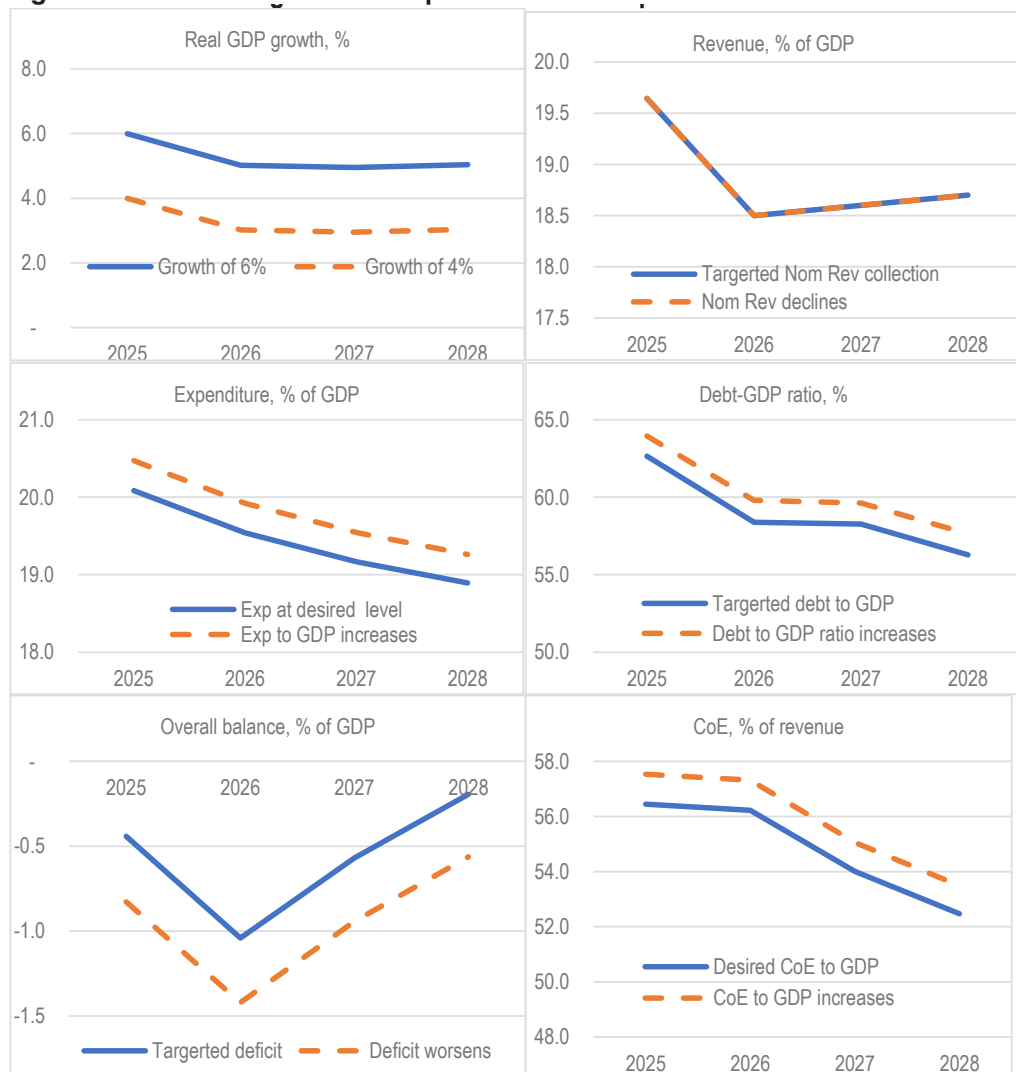 Real GDP growth, %
8.0
6.0
4.0
2.0
-
Growth of 6%
Growth of 4%
2025 2026 2027 2028
Revenue, % of GDP
20.0
19.5
19.0
18.5
18.0
17.5
Targerted Nom Rev collection
Nom Rev declines
2025 2026 2027 2028
Expenditure, % of GDP
21.0
20.0
19.0
18.0
Exp at desired level
Exp to GDP increases
2025 2026 2027 2028
Debt-GDP ratio, %
65.0
60.0
55.0
50.0
Targerted debt to GDP
Debt to GDP ratio increases
2025 2026 2027 2028
Overall balance, % of GDP
-
2025 2026 2027 2028
-0.5
-1.0
-1.5
Targerted deficit
Deficit worsens
CoE, % of revenue
58.0
56.0
54.0
52.0
50.0
48.0
Desired CoE to GDP
CoE to GDP increases
2025 2026 2027 2028